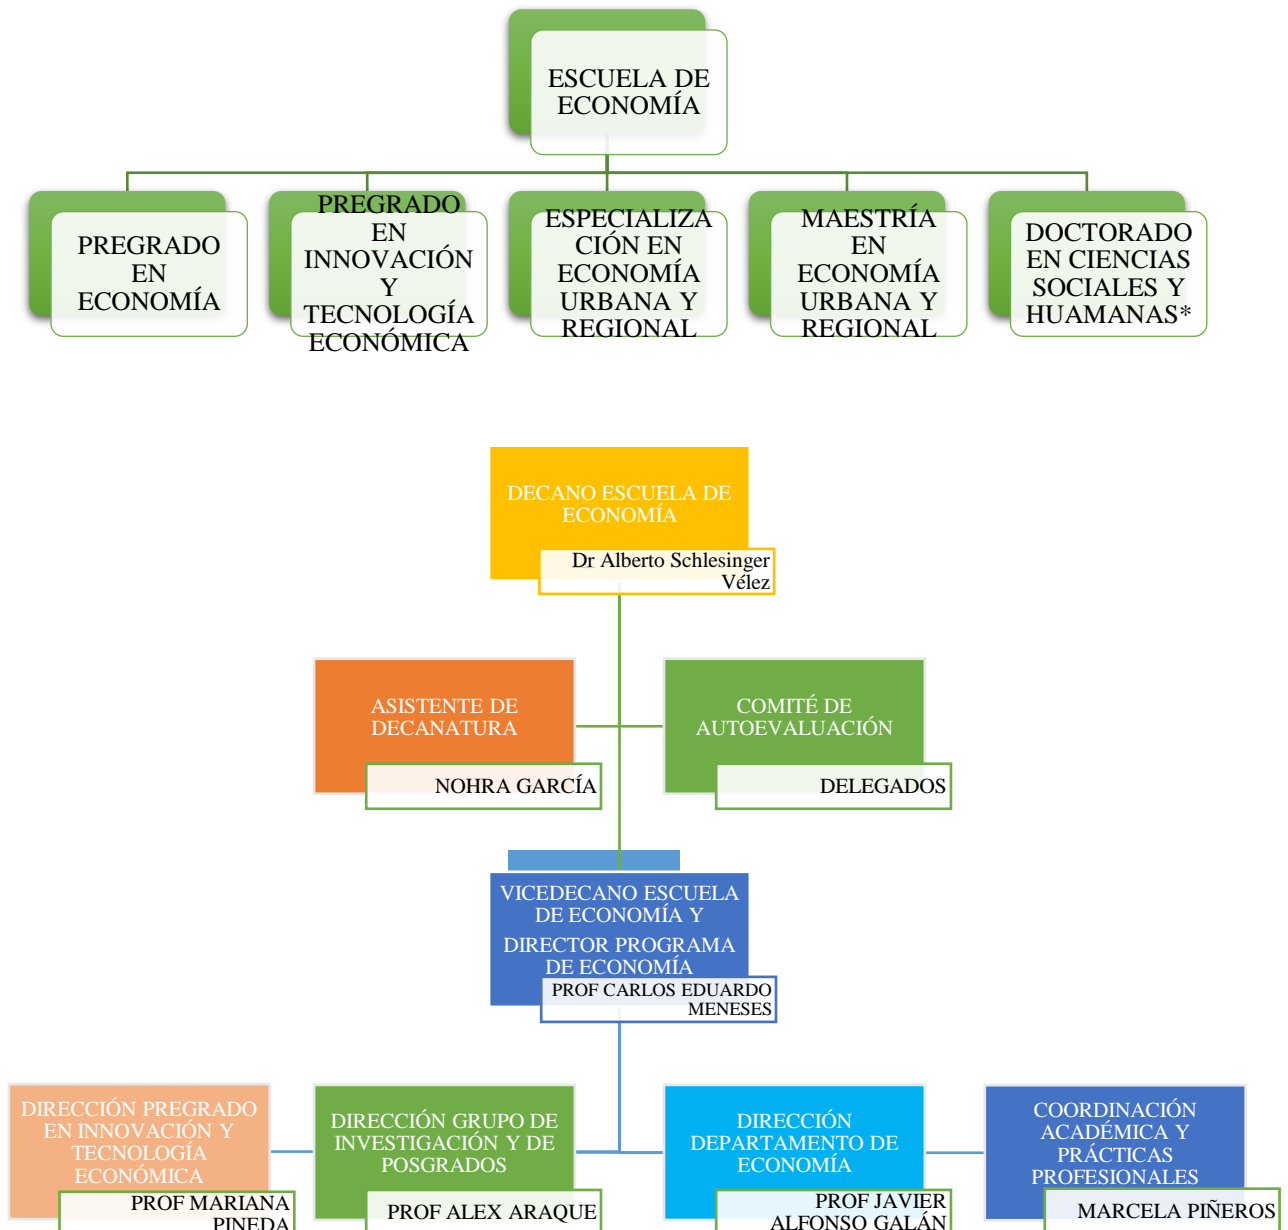 ESCUELA DE
ECONOMÍA
PREGRADO
EN
ECONOMÍA
PREGRADO
EN
INNOVACIÓN
Y
TECNOLOGÍA
ECONÓMICA
ESPECIALIZA
CIÓN EN
ECONOMÍA
URBANA Y
REGIONAL
MAESTRÍA
EN
ECONOMÍA
URBANA Y
REGIONAL
DOCTORADO
EN CIENCIAS
SOCIALES Y
HUAMANAS*
DECANO ESCUELA DE
ECONOMÍA
Dr Alberto Schlesinger
Vélez
ASISTENTE DE
DECANATURA
NOHRA GARCÍA
COMITÉ DE
AUTOEVALUACIÓN
DELEGADOS
VICEDECANO ESCUELA
DE ECONOMÍA Y
DIRECTOR PROGRAMA
DE ECONOMÍA
PROF CARLOS EDUARDO
MENESES
DIRECCIÓN PREGRADO
EN INNOVACIÓN Y
TECNOLOGÍA
ECONÓMICA
PROF MARIANA
PINEDA
DIRECCIÓN GRUPO DE
INVESTIGACIÓN Y DE
POSGRADOS
PROF ALEX ARAQUE
DIRECCIÓN
DEPARTAMENTO DE
ECONOMÍA
PROF JAVIER
ALFONSO GALÁN
COORDINACIÓN
ACADÉMICA Y
PRÁCTICAS
PROFESIONALES
MARCELA PIÑEROS